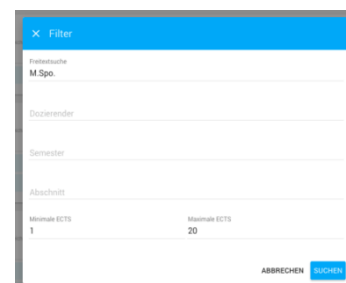 × Filter
Freitextsuche
M.Spo.
Dozierender
Semester
Abschnitt
Minimale ECTS Maximale ECTS
1 20
ABBRECHEN SUCHEN